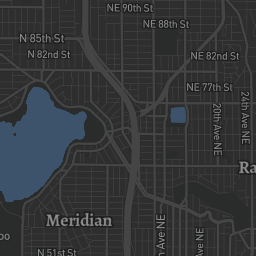 NE 90th St
NE 88th St
N 85th St
N 82nd St
NE 82nd St
NE 77th St
24th Ave NE
20th Ave NE
Ra
Meridian
oo
N 51st St
h Ave NE
Ave NE